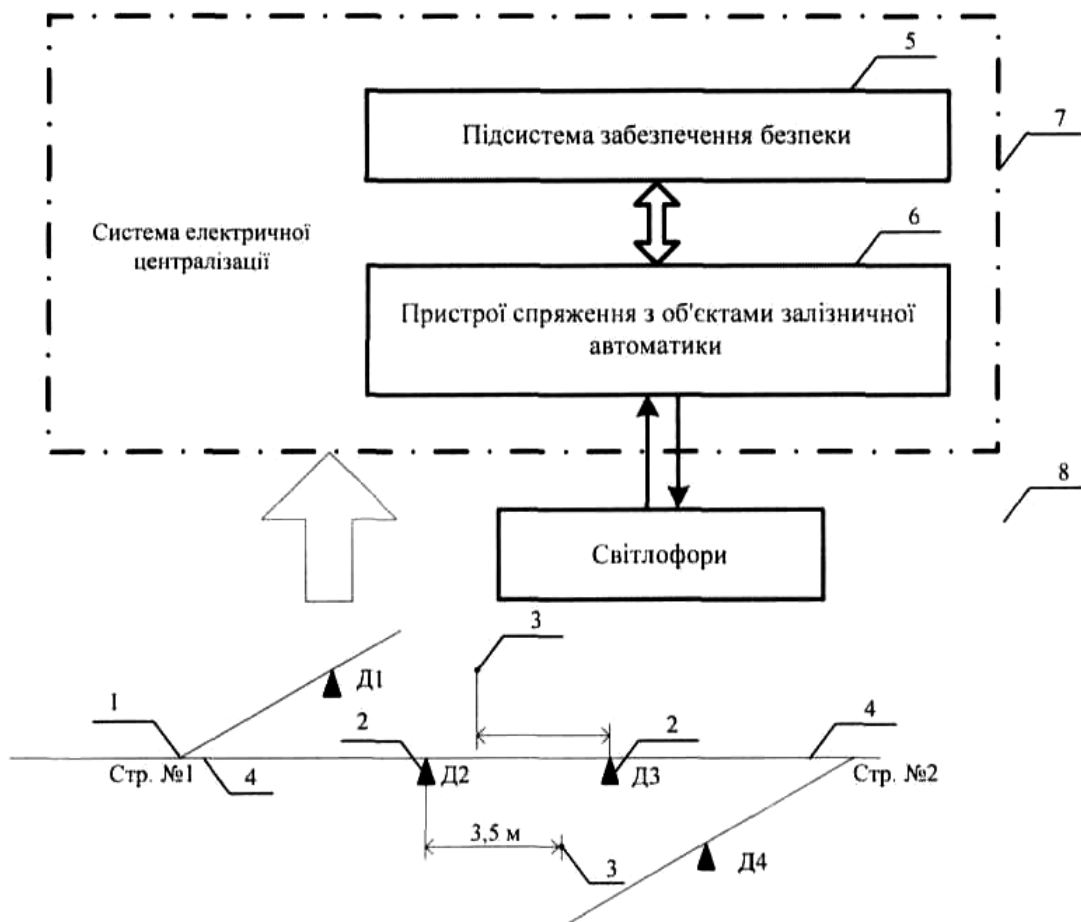 5
Підсистема забезпечення безпеки
7
Система електричної
централізації
6
Пристрої спряження з об'єктами залізничної
автоматики
8
Світлофори
3
Д1
1
2
2
4
Стр. №1
4
Д2
Д3
Стр. №2
3,5 м
3
Д4